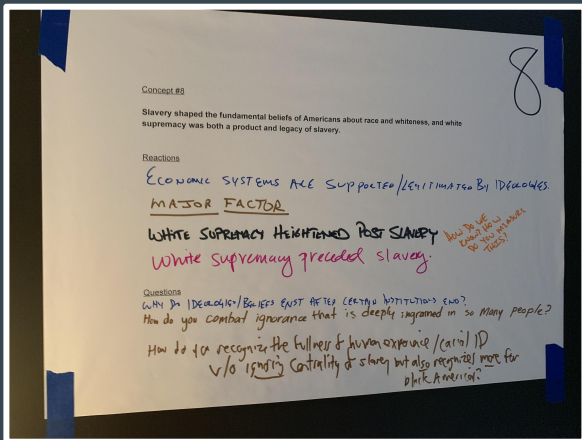 8
Concept #8
Slavery shaped the fundamental beliefs of Americans about race and whiteness, and white
supremacy was both a product and legacy of slavery.
Reactions
ECONOMIC SYSTEMS ARE SUPPORTED/LEGITIMATED BY IDEOLOGIES.
MAJOR FACTOR
WHITE SUPREMACY HEIGHTENED POST SLAVERY
HOW DO WE
KNOW? HOW
DO YOU MEASURE
THIS?
White supremacy preceded slavery.
Questions
WHY DO IDEOLOGIES/BELIEFS EXIST AFTER CERTAIN INSTITUTIONS END?
How do you combat ignorance that is deeply ingrained in so many people?
How do you recognize the fullness of human experience/racial ID
w/o ignoring centrality of slavery but also recognizes more for
black Americans?